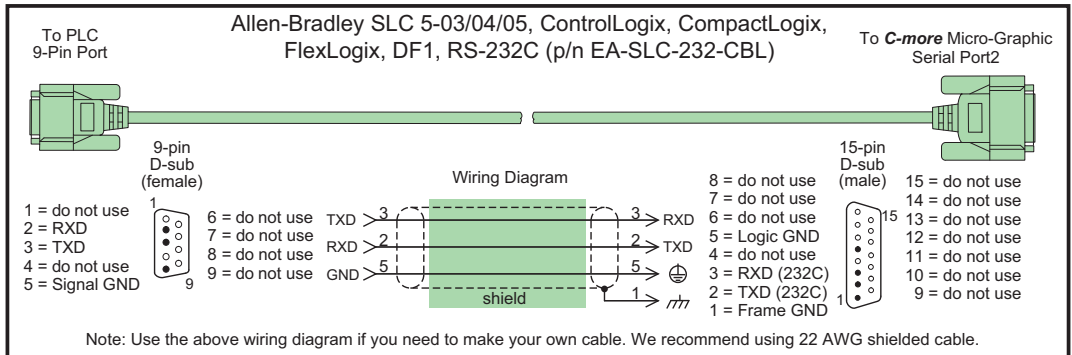 Allen-Bradley SLC 5-03/04/05, ControlLogix, CompactLogix,
FlexLogix, DF1, RS-232C (p/n EA-SLC-232-CBL)
To PLC
9-Pin Port
To C-more Micro-Graphic
Serial Port2
9-pin
D-sub
(female)
1
9
1 = do not use
2 = RXD
3 = TXD
4 = do not use
5 = Signal GND
6 = do not use
7 = do not use
8 = do not use
9 = do not use
Wiring Diagram
TXD 3 3 RXD
RXD 2 2 TXD
GND 5 5
1
shield
8 = do not use
7 = do not use
6 = do not use
5 = Logic GND
4 = do not use
3 = RXD (232C)
2 = TXD (232C)
1 = Frame GND
15-pin
D-sub
(male)
15
1
15 = do not use
14 = do not use
13 = do not use
12 = do not use
11 = do not use
10 = do not use
9 = do not use
Note: Use the above wiring diagram if you need to make your own cable. We recommend using 22 AWG shielded cable.